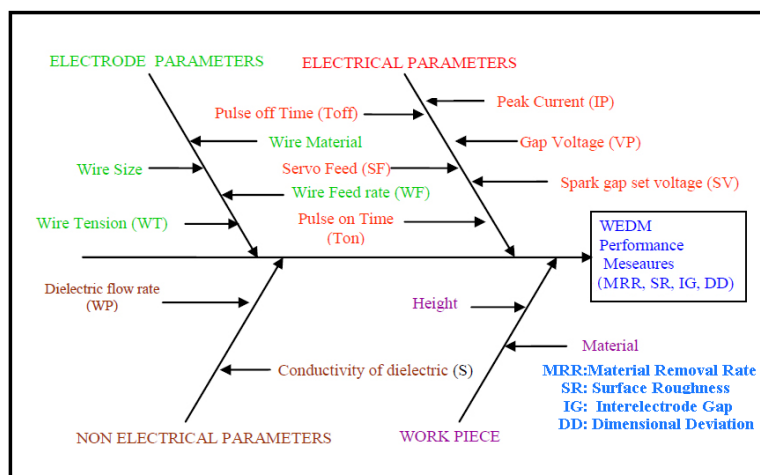 ELECTRODE PARAMETERS
ELECTRICAL PARAMETERS
Peak Current (IP)
Pulse off Time (Toff)
Wire Material
Gap Voltage (VP)
Wire Size
Servo Feed (SF)
Wire Feed rate (WF)
Spark gap set voltage (SV)
Wire Tension (WT)
Pulse on Time
(Ton)
WEDM
Performance
Meseaures
(MRR, SR, IG, DD)
Dielectric flow rate
(WP)
Height
Material
Conductivity of dielectric (S)
MRR:Material Removal Rate
SR: Surface Roughness
IG: Interelectrode Gap
DD: Dimensional Deviation
NON ELECTRICAL PARAMETERS
WORK PIECE